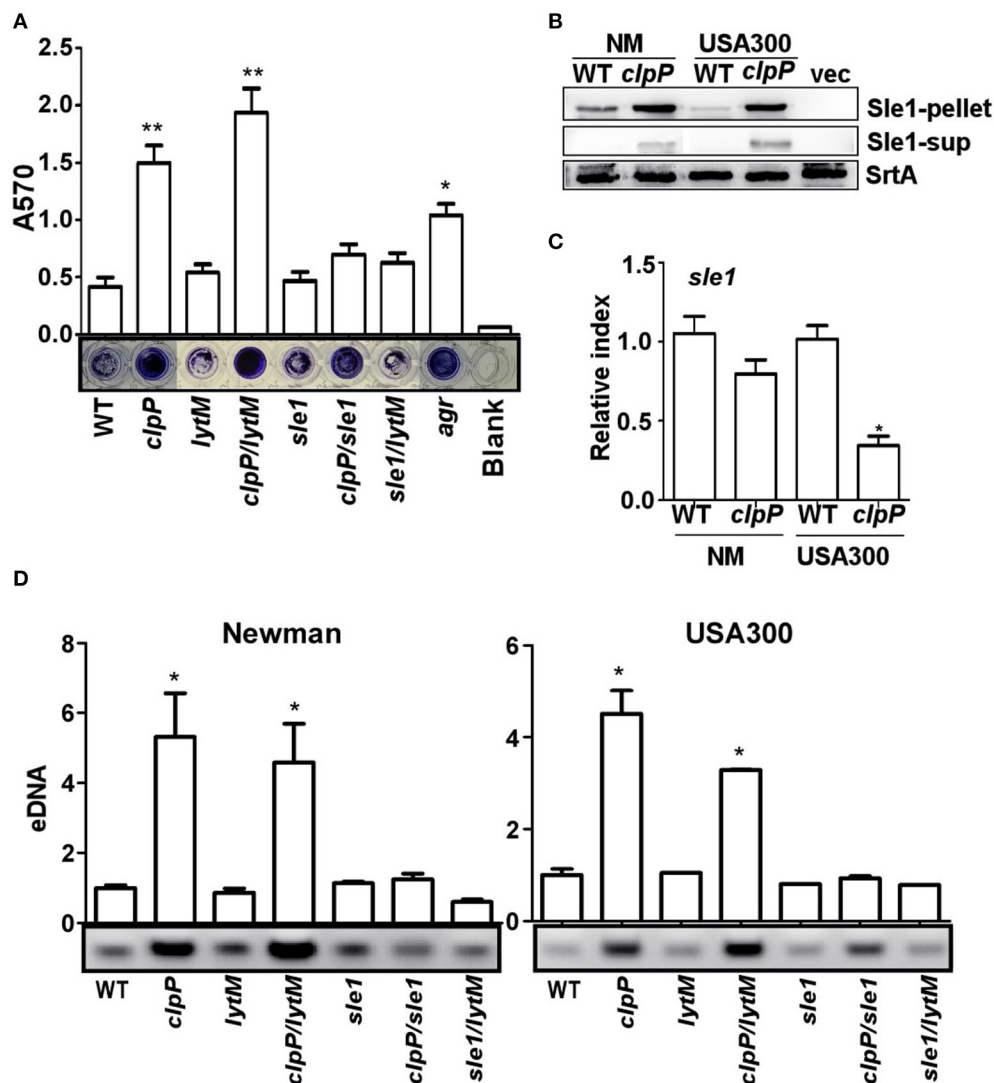 A
A570
2.5
2.0
1.5
1.0
0.5
0.0
**
**
*
WT
clpP
lytM
clpP/lytM
sle1
clpP/sle1
sle1/lytM
agr
Blank
B
NM USA300
WT clpP WT clpP vec
Sle1-pellet
Sle1-sup
SrtA
C
sle1
Relative index
1.5
1.0
0.5
0.0
*
WT clpP WT clpP
NM USA300
D
Newman
eDNA
8
6
4
2
0
*
*
WT
clpP
lytM
clpP/lytM
sle1
clpP/sle1
sle1/lytM
USA300
6
4
2
0
*
*
WT
clpP
lytM
clpP/lytM
sle1
clpP/sle1
sle1/lytM